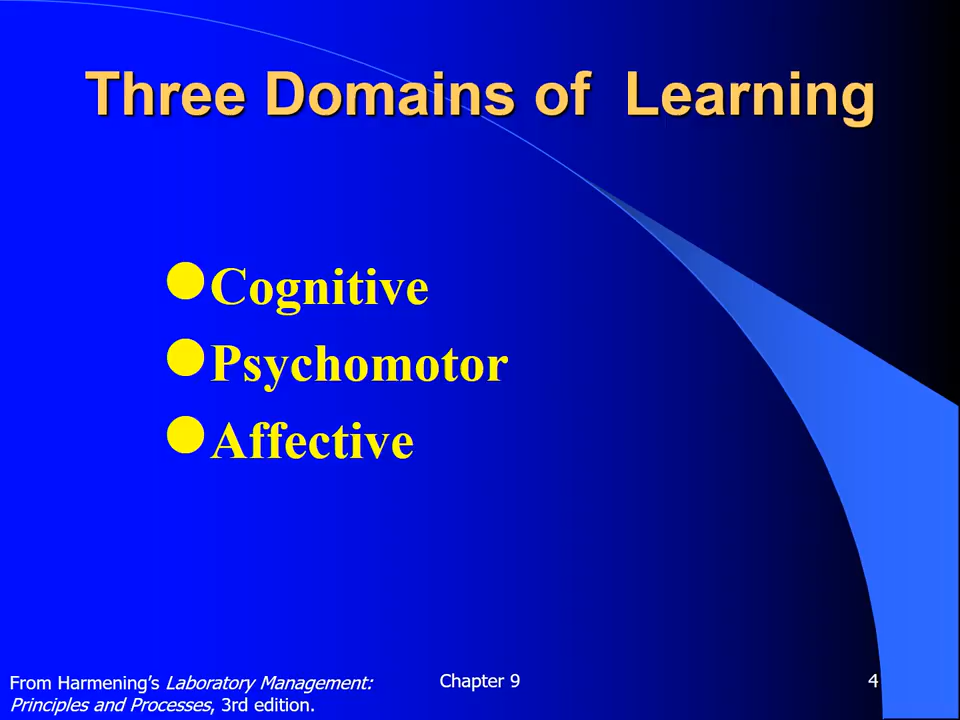 Three Domains of Learning
Cognitive
Psychomotor
Affective
From Harmening's Laboratory Management:
Principles and Processes, 3rd edition.
Chapter 9
4